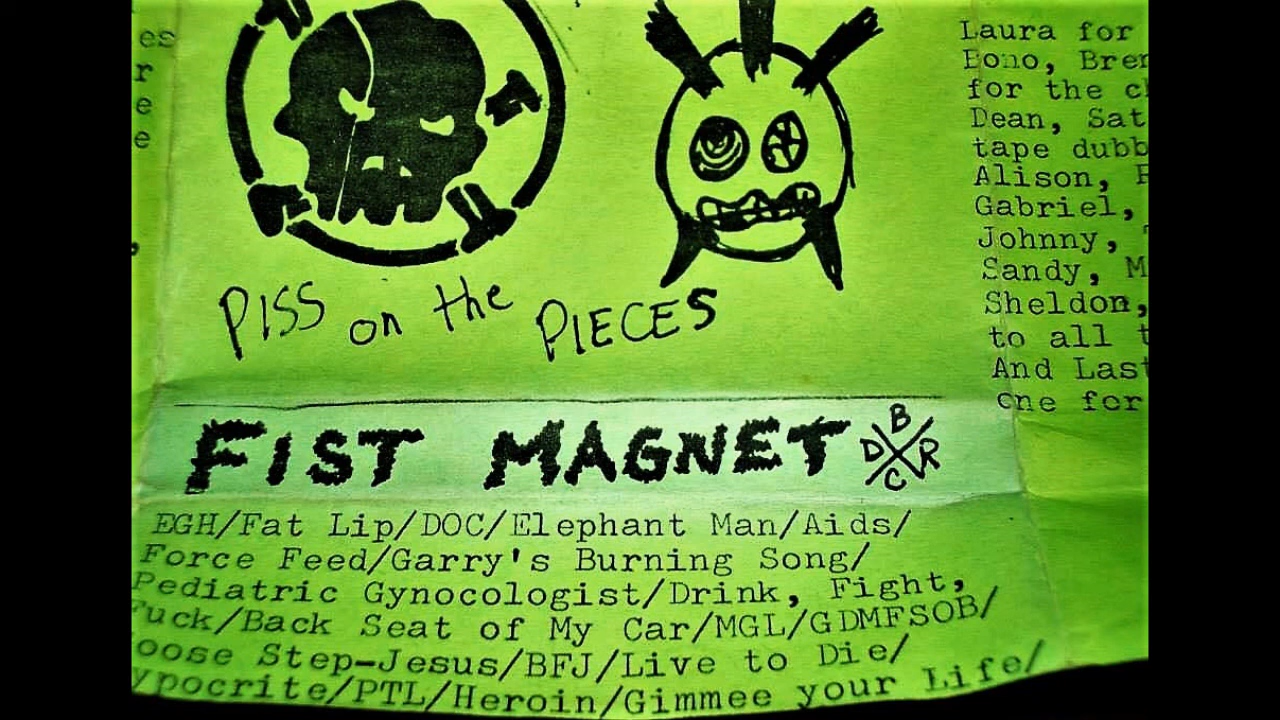 es
r
e
e
Laura for
Bono, Bren
for the c
Dean, Sat
tape dubb
Alison,
Gabriel,
Johnny,
Sandy, M
Sheldon,
to all t
And Last
One for
PISS on the PIECES
FIST MAGNET
B
D R
C
EGH/Fat Lip/DOC/Elephant Man/Aids/
Force Feed/Garry's Burning Song/
Pediatric Gynocologist/Drink, Fight,
Fuck/Back Seat of My Car/MGL/GDMFSOB/
oose Step-Jesus/BFJ/Live to Die/
ypocrite/PTL/Heroin/Gimmee your Life/